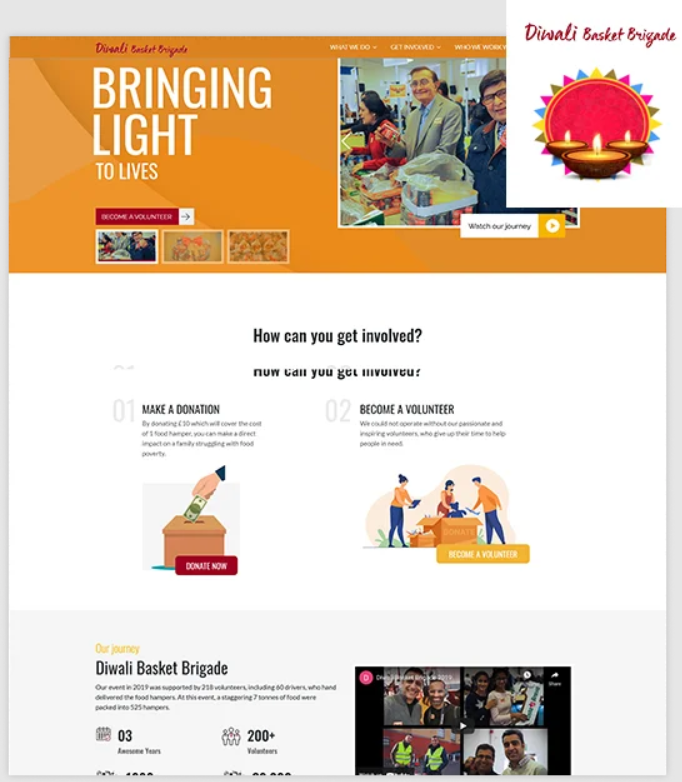 Diwali Basket Brigade
Diwali Basket Brigade
WHAT WE DO
GET INVOLVED
WHO WE WORK
BRINGING
LIGHT
TO LIVES
BECOME A VOLUNTEER
Watch our journey
How can you get involved?
How can you get involved?
01 MAKE A DONATION
By donating £10 which will cover the cost
of 1 food hamper, you can make a direct
impact on a family struggling with food
poverty.
DONATE NOW
02 BECOME A VOLUNTEER
We could not operate without our passionate and
inspiring volunteers, who give up their time to help
people in need.
DONATE
BECOME A VOLUNTEER
Our journey
Diwali Basket Brigade
Our event in 2019 was supported by 218 volunteers, including 60 drivers, who hand
delivered the food hampers. At this event, a staggering 7 tonnes of food were
packed into 525 hampers.
03
Awesome Years
200+
Volunteers
D
Diwali Basket Brigade 2019
Share